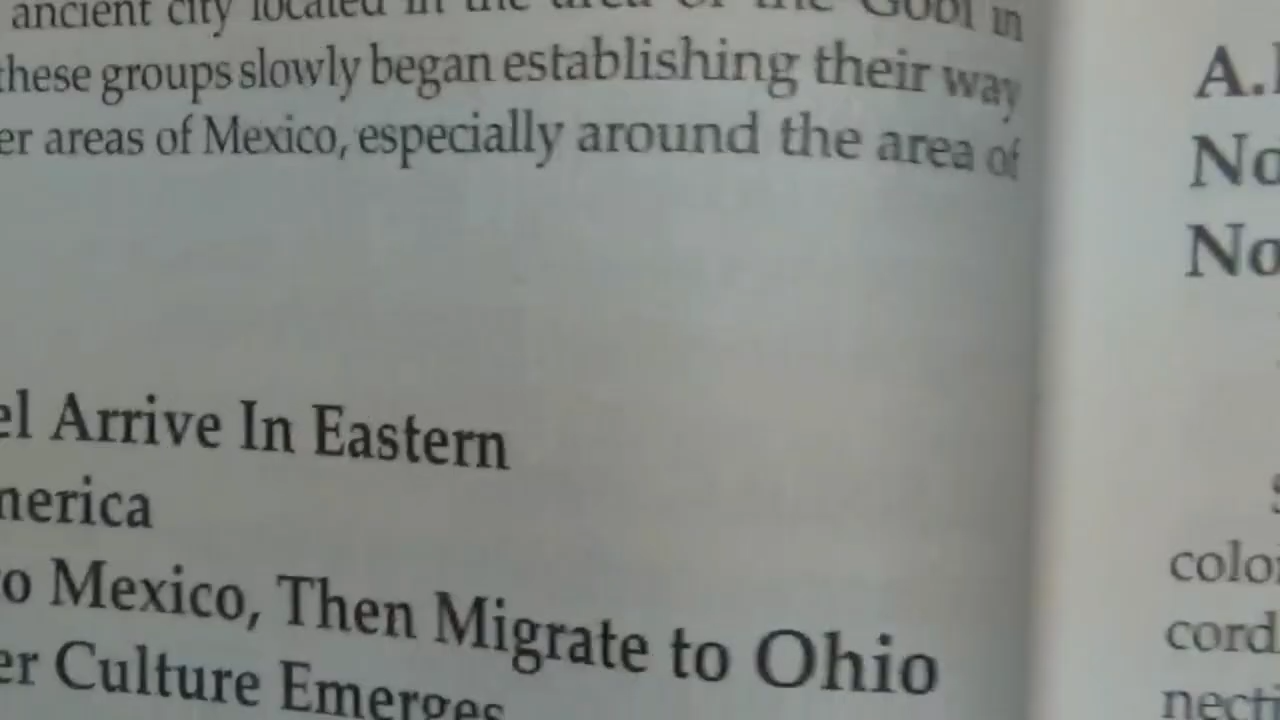 ancient city located in the area of the Gobi in
these groups slowly began establishing their way
er areas of Mexico, especially around the area of
el Arrive In Eastern
merica
o Mexico, Then Migrate to Ohio
er Culture Emerges
A.
No
No
colo
cord
necti